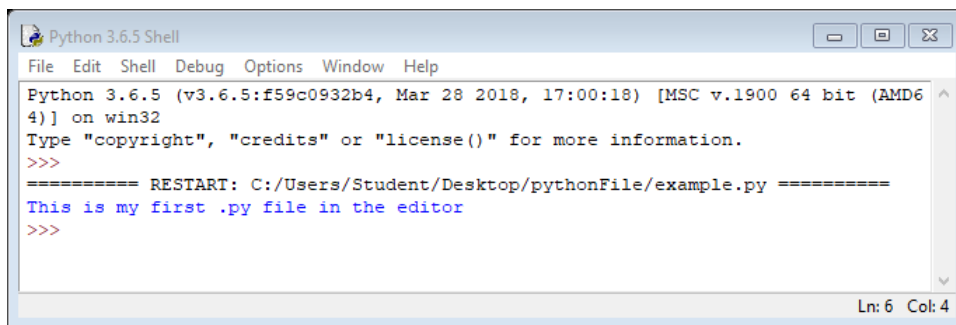 Python 3.6.5 Shell
File Edit Shell Debug Options Window Help
Python 3.6.5 (v3.6.5:f59c0932b4, Mar 28 2018, 17:00:18) [MSC v.1900 64 bit (AMD6
4)] on win32
Type "copyright", "credits" or "license()" for more information.
>>>
========== RESTART: C:/Users/Student/Desktop/pythonFile/example.py ==========
This is my first .py file in the editor
>>>
Ln: 6 Col: 4